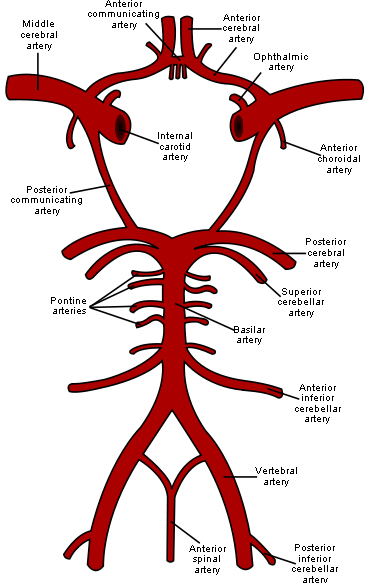 Anterior
communicating
artery
Anterior
cerebral
artery
Middle
cerebral
artery
Ophthalmic
artery
Internal
carotid
artery
Anterior
choroidal
artery
Posterior
communicating
artery
Posterior
cerebral
artery
Superior
cerebellar
artery
Pontine
arteries
Basilar
artery
Anterior
inferior
cerebellar
artery
Vertebral
artery
Anterior
spinal
artery
Posterior
inferior
cerebellar
artery